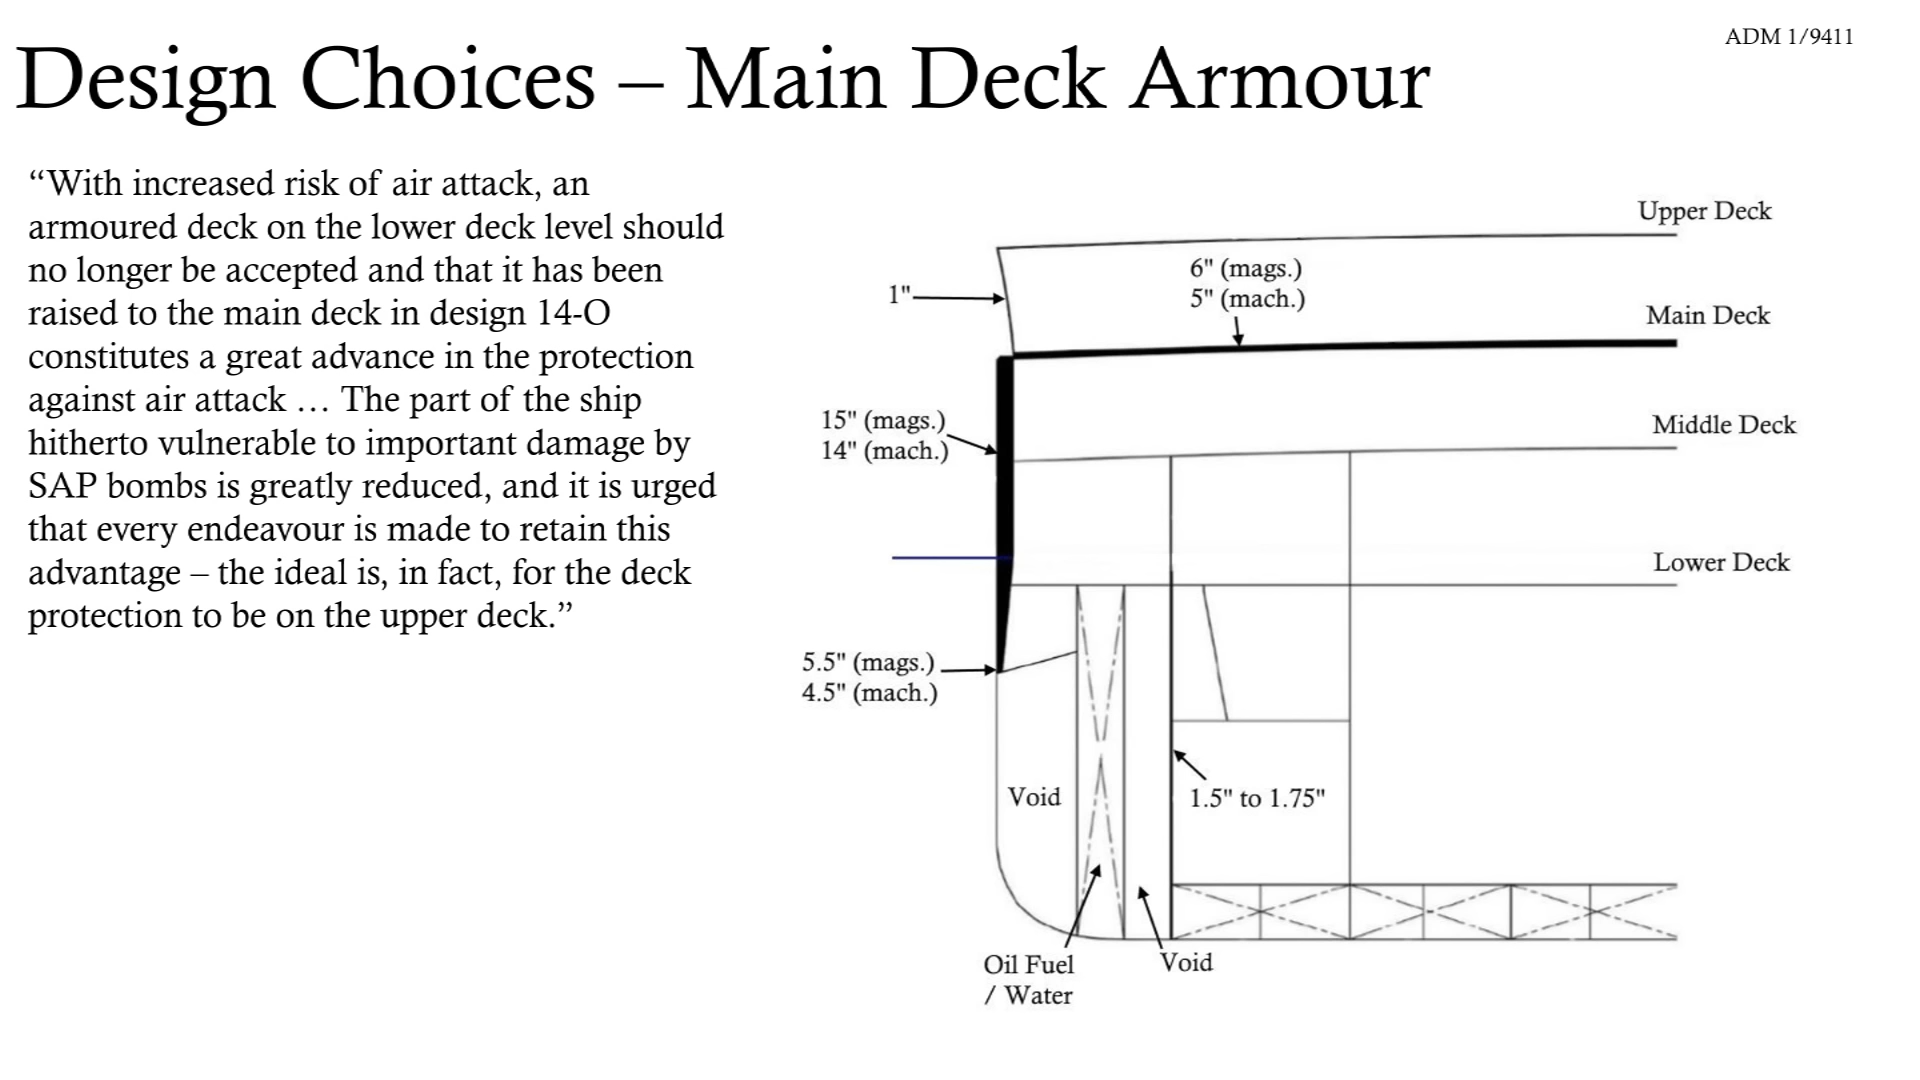 ADM 1/9411
Design Choices – Main Deck Armour
“With increased risk of air attack, an
armoured deck on the lower deck level should
no longer be accepted and that it has been
raised to the main deck in design 14-O
constitutes a great advance in the protection
against air attack … The part of the ship
hitherto vulnerable to important damage by
SAP bombs is greatly reduced, and it is urged
that every endeavour is made to retain this
advantage – the ideal is, in fact, for the deck
protection to be on the upper deck.”
Upper Deck
6" (mags.)
5" (mach.)
1"
Main Deck
15" (mags.)
14" (mach.)
Middle Deck
Lower Deck
5.5" (mags.)
4.5" (mach.)
Void
1.5" to 1.75"
Oil Fuel
/ Water
Void